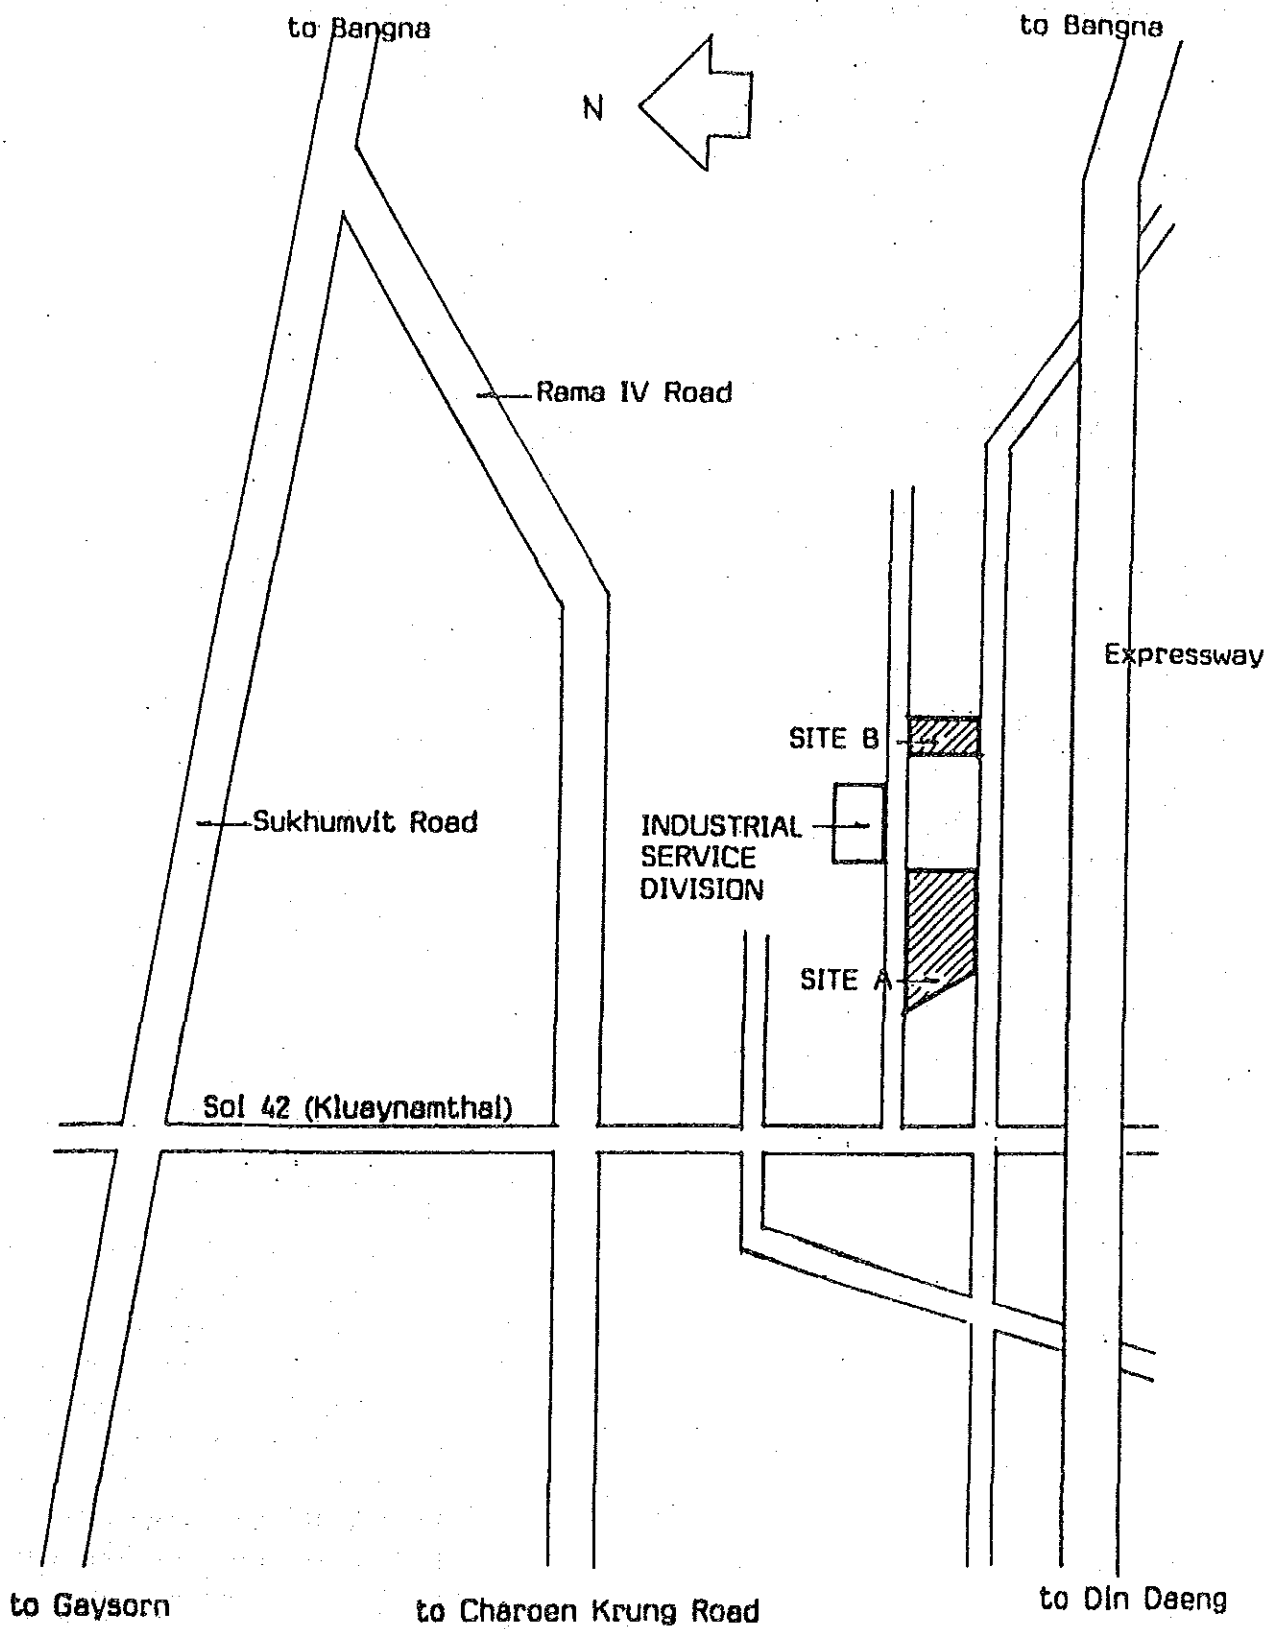 to Bangna
to Bangna
N
Rama IV Road
Expressway
SITE B
Sukhumvit Road
INDUSTRIAL
SERVICE
DIVISION
SITE A
Soi 42 (Kluaynamthai)
to Gaysorn
to Charoen Krung Road
to Din Daeng